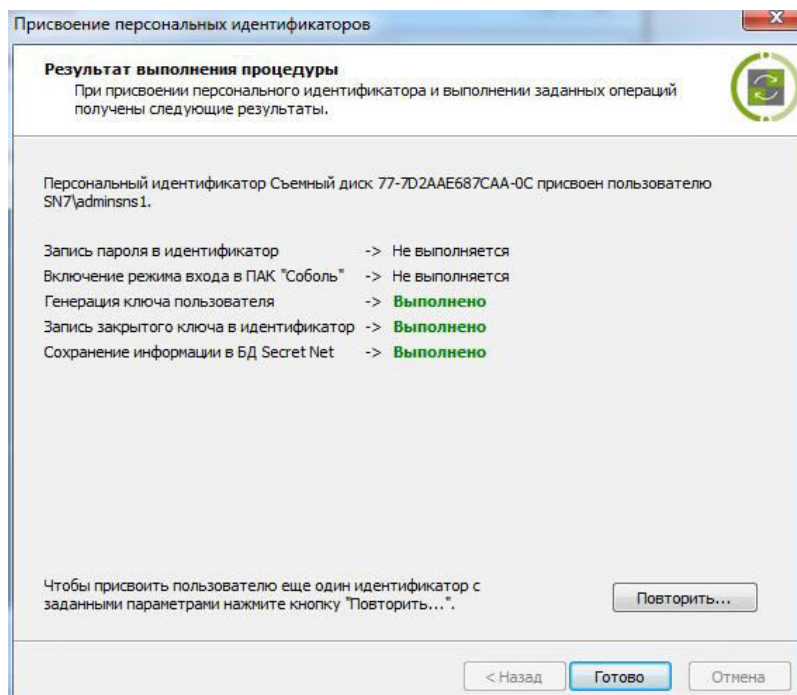 Присвоение персональных идентификаторов
Результат выполнения процедуры
При присвоении персонального идентификатора и выполнении заданных операций
получены следующие результаты.
Персональный идентификатор Съемный диск 77-7D2AAE687CAA-0C присвоен пользователю
SN7\adminsns1.
Запись пароля в идентификатор -> Не выполняется
Включение режима входа в ПАК "Соболь" -> Не выполняется
Генерация ключа пользователя -> Выполнено
Запись закрытого ключа в идентификатор -> Выполнено
Сохранение информации в БД Secret Net -> Выполнено
Чтобы присвоить пользователю еще один идентификатор с
заданными параметрами нажмите кнопку "Повторить...".
Повторить...
< Назад Готово Отмена